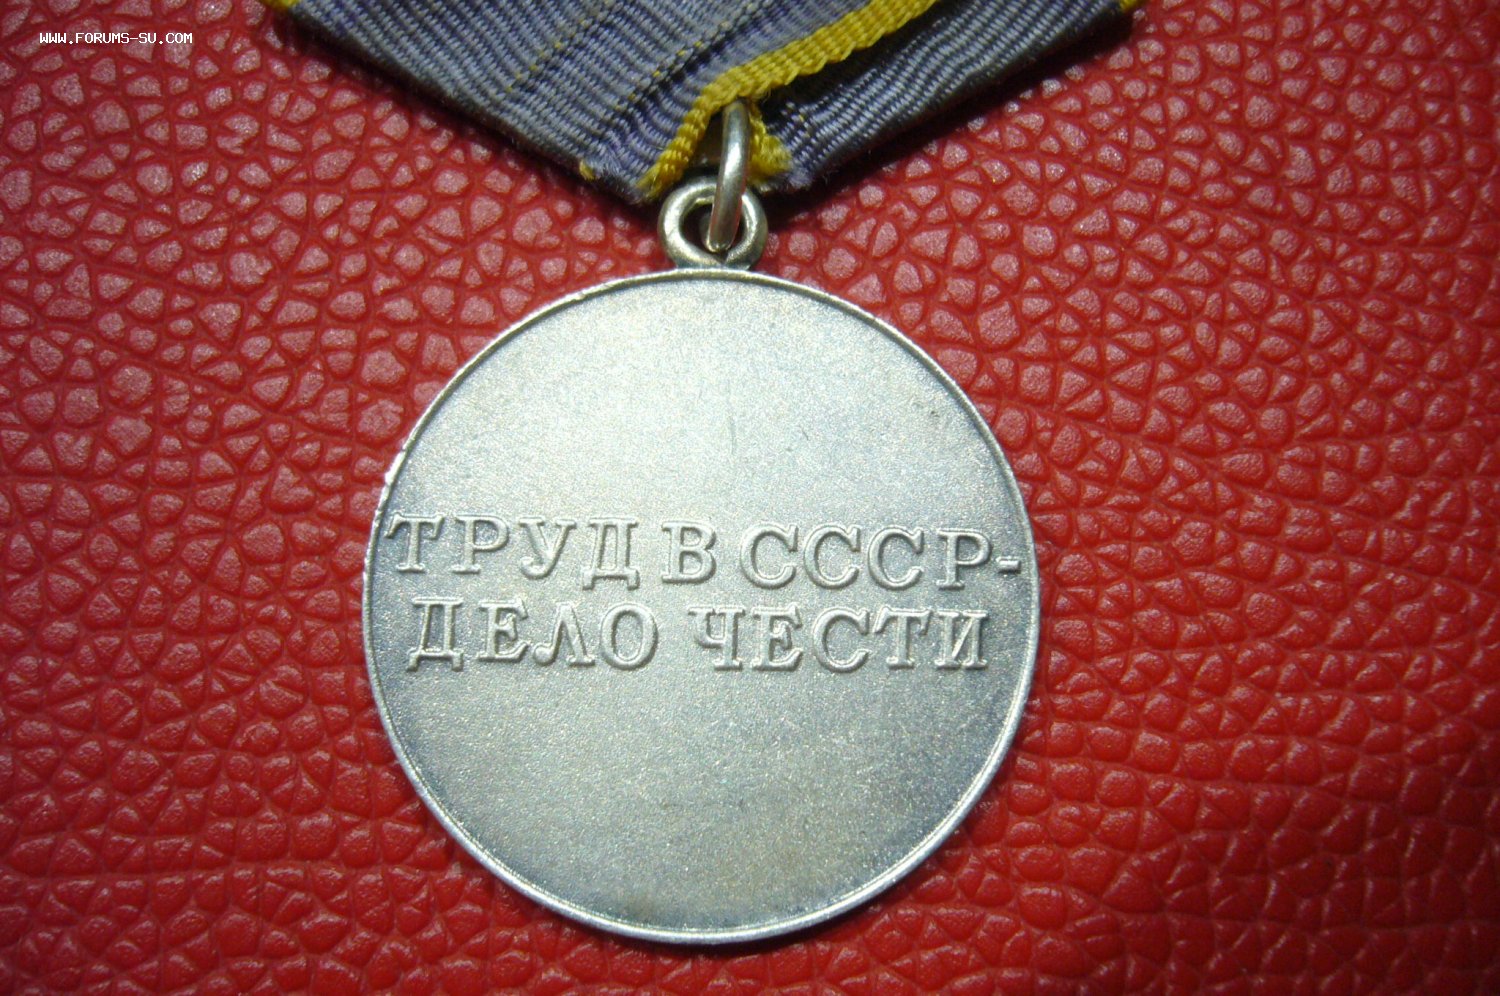 WWW.FORUMS-SU.COM
ТРУД В СССР-
ДЕЛО ЧЕСТИ